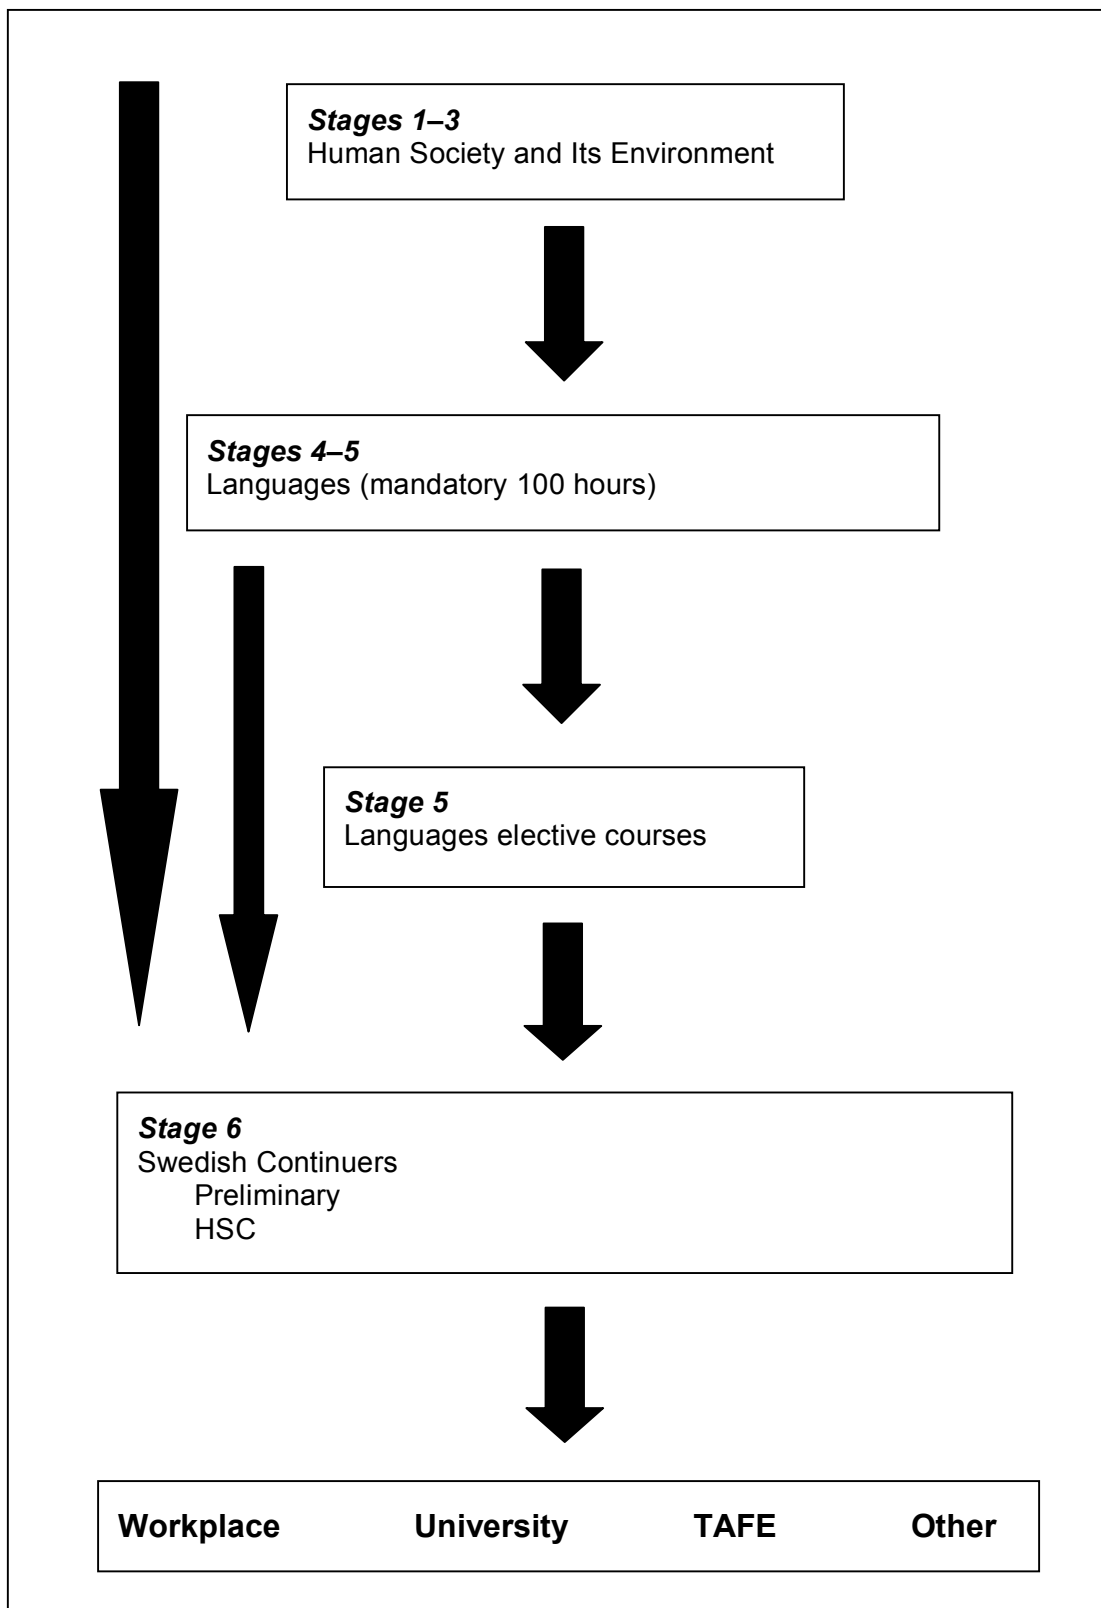 Stages 1–3
Human Society and Its Environment
Stages 4–5
Languages (mandatory 100 hours)
Stage 5
Languages elective courses
Stage 6
Swedish Continuers
Preliminary
HSC
Workplace University TAFE Other